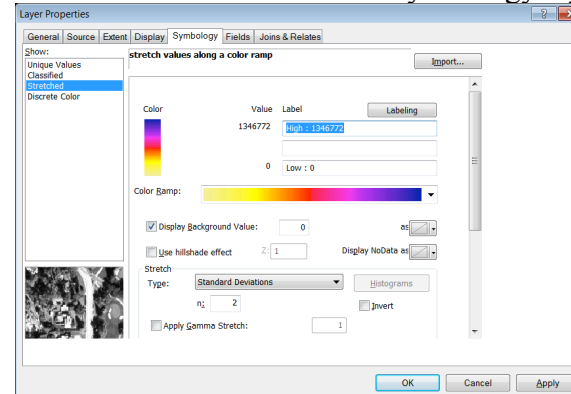 Layer Properties
General Source Extent Display Symbology Fields Joins & Relates
Show:
Unique Values
Classified
Stretched
Discrete Color
stretch values along a color ramp
Import...
Color Value Label Labeling
1346772 High : 1346772
0 Low : 0
Color Ramp:
Display Background Value: 0 as
Use hillshade effect Z: 1 Display NoData as
Stretch
Type: Standard Deviations Histograms
n: 2 Invert
Apply Gamma Stretch: 1
OK Cancel Apply